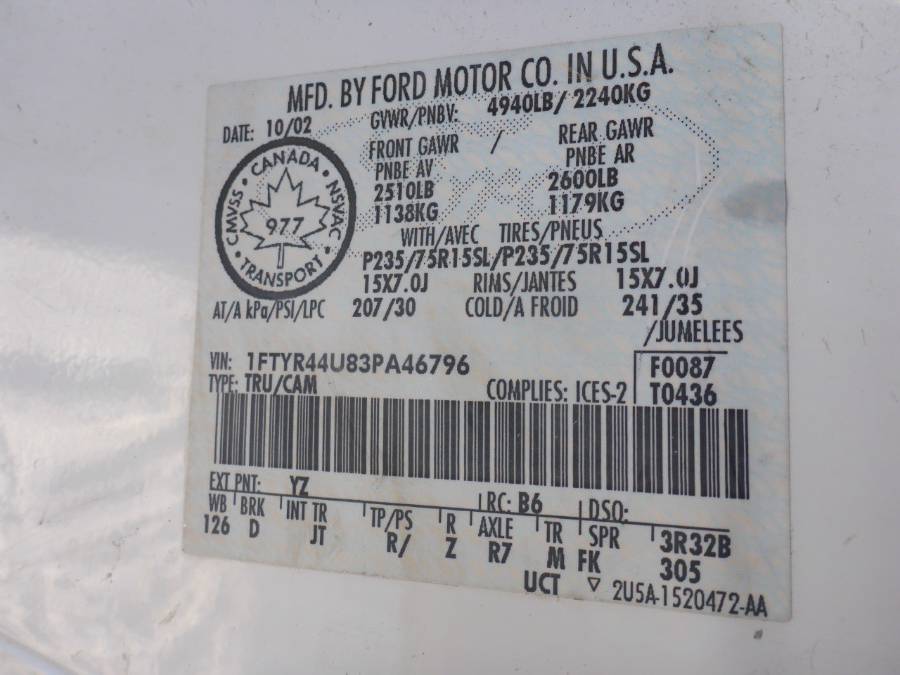 MFD. BY FORD MOTOR CO. IN U.S.A.
DATE: 10/02 GVWR/PNBV: 4940LB/ 2240KG
FRONT GAWR / REAR GAWR
PNBE AV PNBE AR
2510LB 2600LB
1138KG 1179KG
CANADA
CMVSS NSVAC
977
TRANSPORT
WITH/AVEC TIRES/PNEUS
P235/75R15SL/P235/75R15SL
15X7.0J RIMS/JANTES 15X7.0J
AT/A kPa/PSI/LPC 207/30 COLD/A FROID 241/35
/JUMELEES
VIN: 1FTYR44U83PA46796 F0087
TYPE: TRU/CAM COMPLIES: ICES-2 T0436
EXT PNT: YZ RC: B6 DSO:
WB BRK INT TR TP/PS R AXLE TR SPR 3R32B
126 D JT R/ Z R7 M FK 305
UCT ▽ 2U5A-1520472-AA